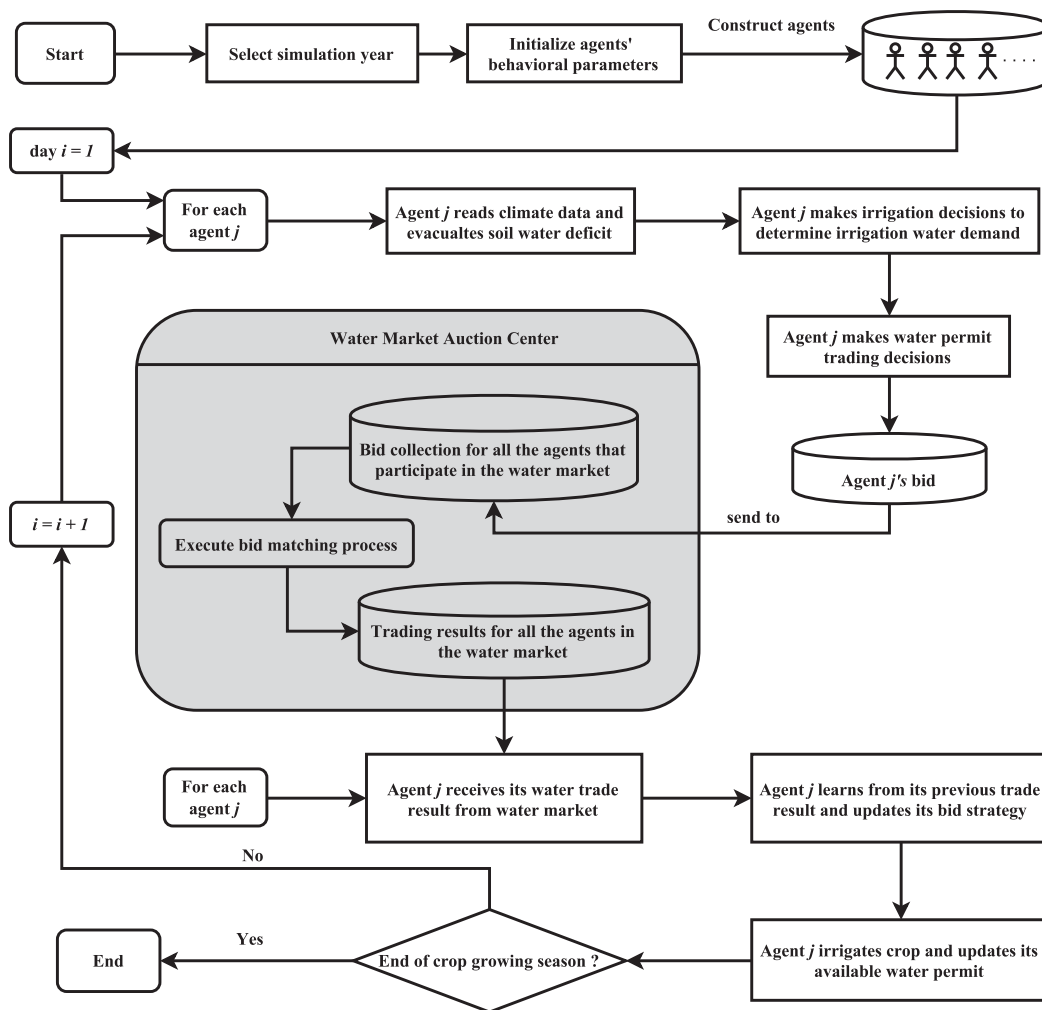 Start
Select simulation year
Initialize agents'
behavioral parameters
Construct agents
. . . .
day i = 1
For each
agent j
Agent j reads climate data and
evacualtes soil water deficit
Agent j makes irrigation decisions to
determine irrigation water demand
Agent j makes water permit
trading decisions
Agent j's bid
send to
Water Market Auction Center
Bid collection for all the agents that
participate in the water market
Execute bid matching process
Trading results for all the agents in
the water market
i = i + 1
For each
agent j
Agent j receives its water trade
result from water market
Agent j learns from its previous trade
result and updates its bid strategy
Agent j irrigates crop and updates its
available water permit
End of crop growing season ?
No
Yes
End